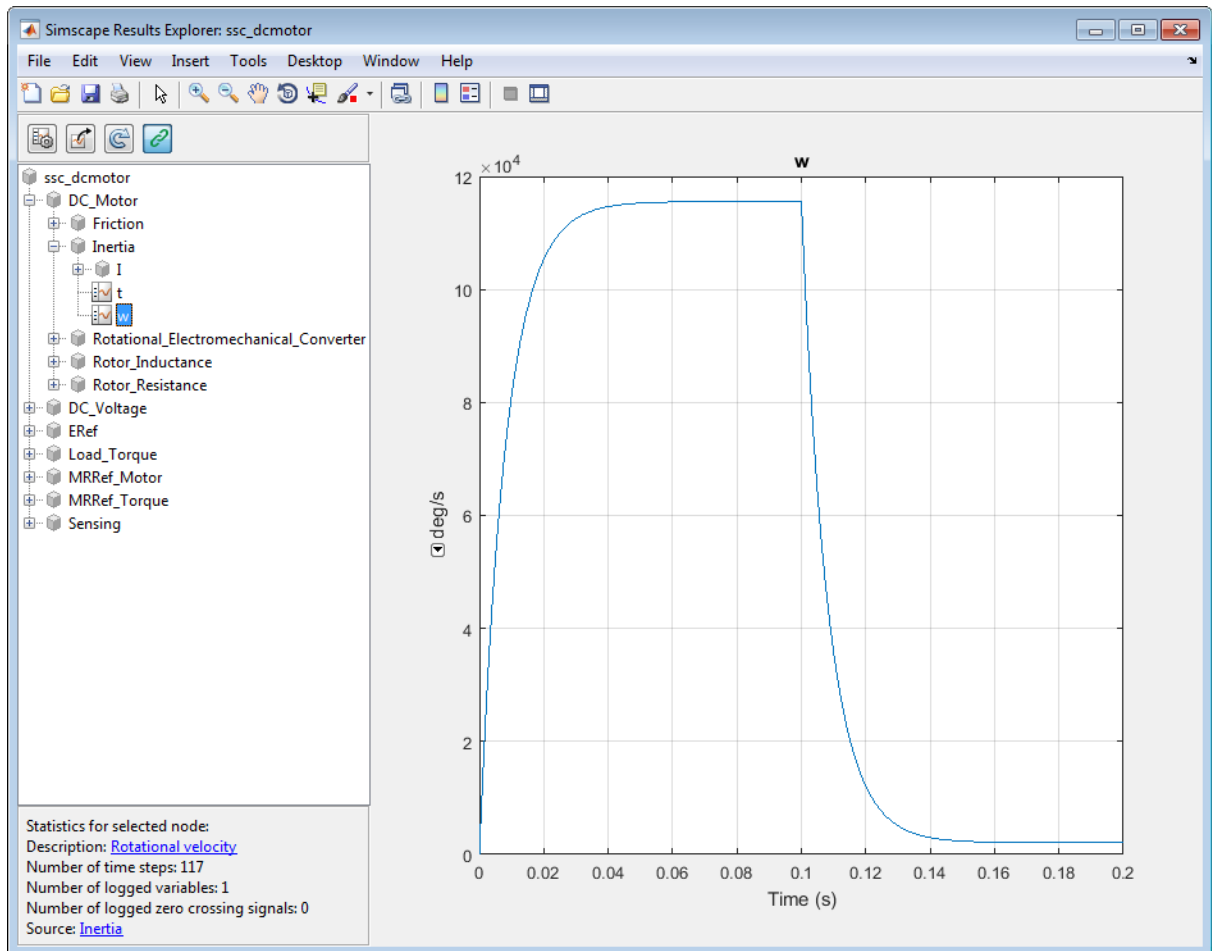 Simscape Results Explorer: ssc_dcmotor
File Edit View Insert Tools Desktop Window Help
ssc_dcmotor
DC_Motor
Friction
Inertia
I
t
w
Rotational_Electromechanical_Converter
Rotor_Inductance
Rotor_Resistance
DC_Voltage
ERef
Load_Torque
MRRef_Motor
MRRef_Torque
Sensing
Statistics for selected node:
Description: Rotational velocity
Number of time steps: 117
Number of logged variables: 1
Number of logged zero crossing signals: 0
Source: Inertia
w
×10⁴
12
10
8
6
4
2
0
deg/s
0 0.02 0.04 0.06 0.08 0.1 0.12 0.14 0.16 0.18 0.2
Time (s)